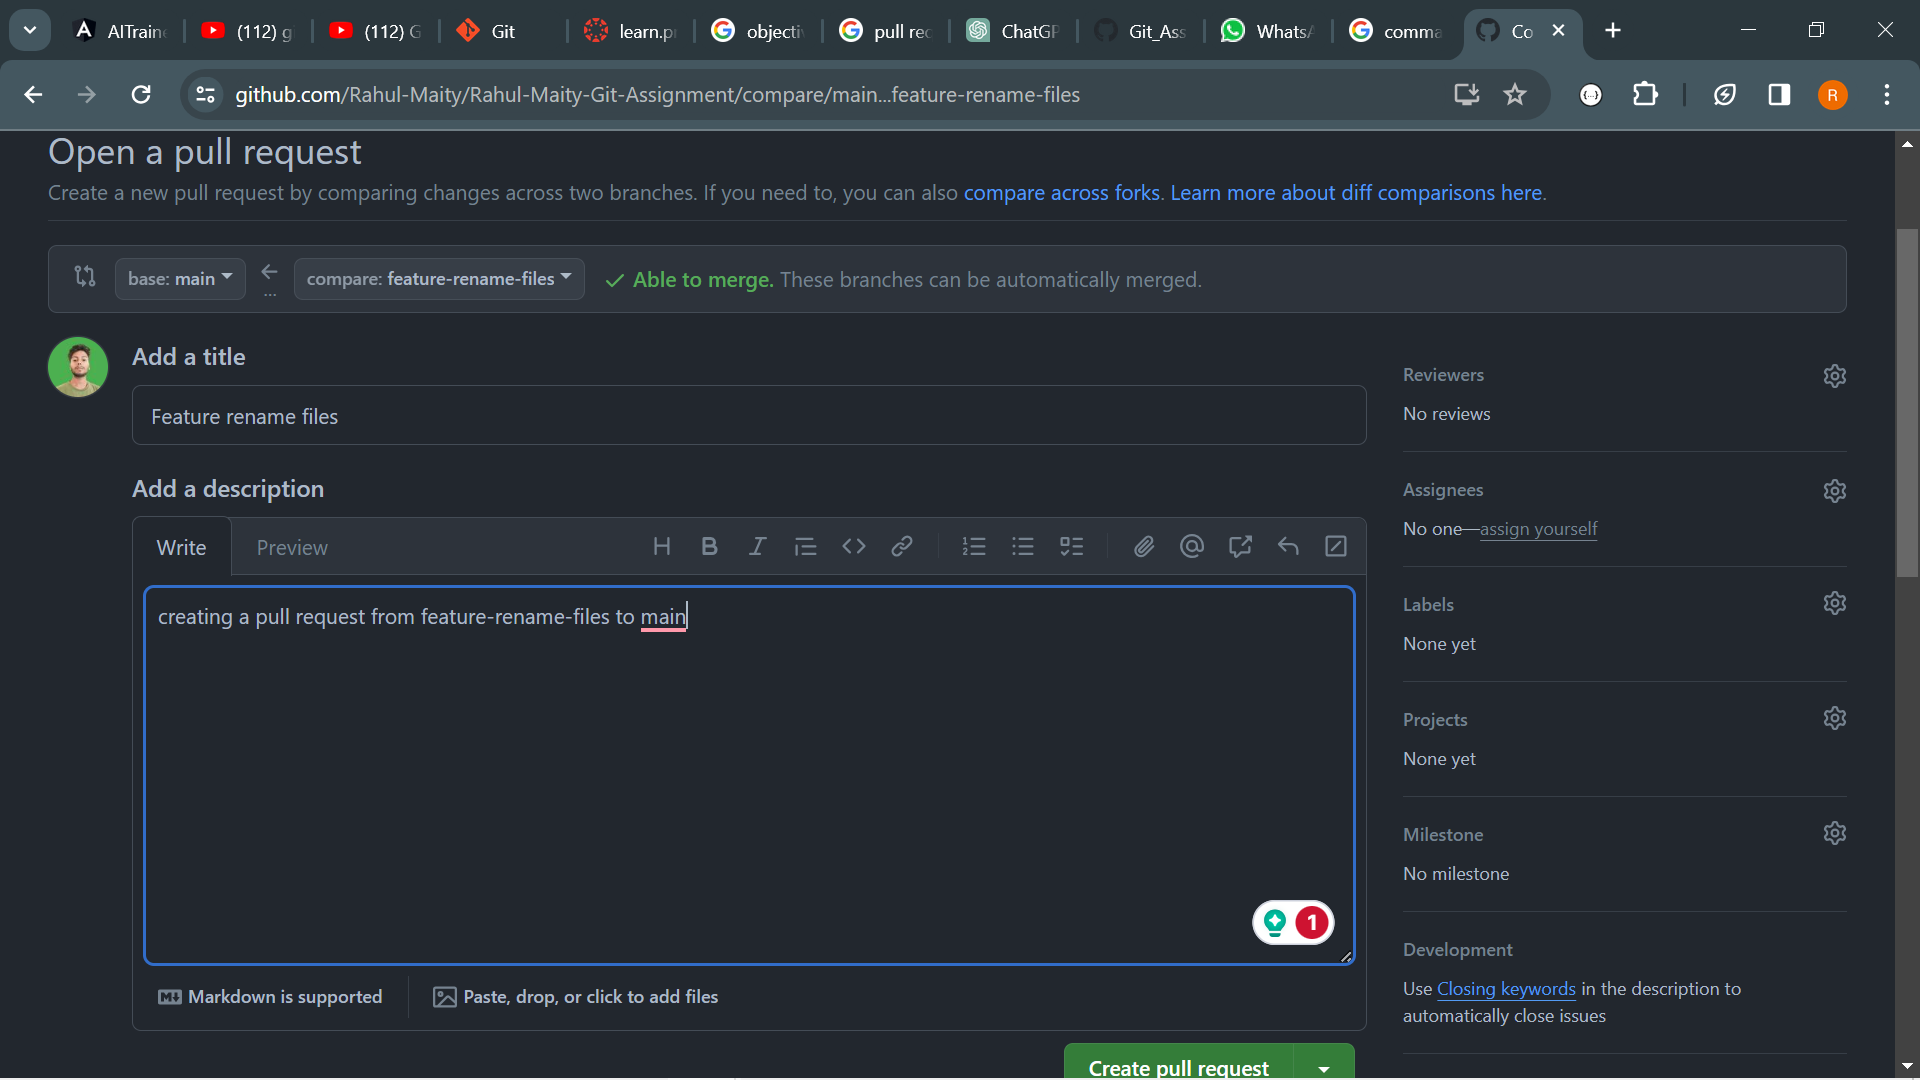 AITrain
(112) g
(112) G
Git
learn.p
objecti
pull rec
ChatGP
Git_Ass
WhatsA
comma
Co
github.com/Rahul-Maity/Rahul-Maity-Git-Assignment/compare/main...feature-rename-files
R
Open a pull request
Create a new pull request by comparing changes across two branches. If you need to, you can also compare across forks. Learn more about diff comparisons here.
base: main
...
compare: feature-rename-files
Able to merge. These branches can be automatically merged.
Add a title
Feature rename files
Add a description
Write
Preview
creating a pull request from feature-rename-files to main
1
Markdown is supported
Paste, drop, or click to add files
Create pull request
Reviewers
No reviews
Assignees
No one—assign yourself
Labels
None yet
Projects
None yet
Milestone
No milestone
Development
Use Closing keywords in the description to
automatically close issues